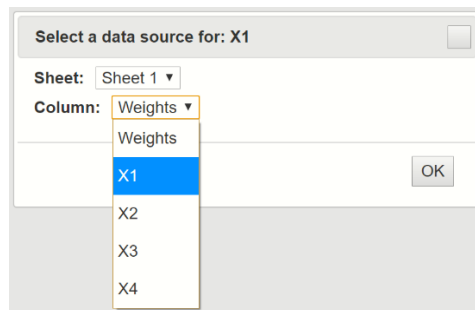 Select a data source for: X1
Sheet: Sheet 1 ▼
Column: Weights ▼
Weights
X1
OK
X2
X3
X4